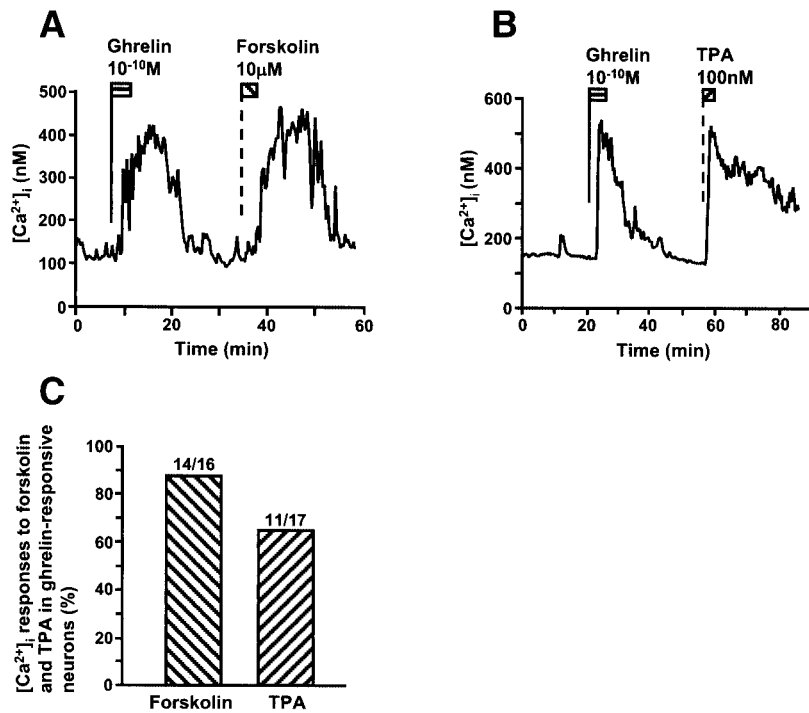 A
Ghrelin
10⁻¹⁰M
Forskolin
10μM
500
400
300
200
100
0
[Ca²⁺]ᵢ (nM)
0 20 40 60
Time (min)
B
Ghrelin
10⁻¹⁰M
TPA
100nM
600
400
200
0
[Ca²⁺]ᵢ (nM)
0 20 40 60 80
Time (min)
C
[Ca²⁺]ᵢ responses to forskolin
and TPA in ghrelin-responsive
neurons (%)
100
80
60
40
20
0
14/16
11/17
Forskolin TPA